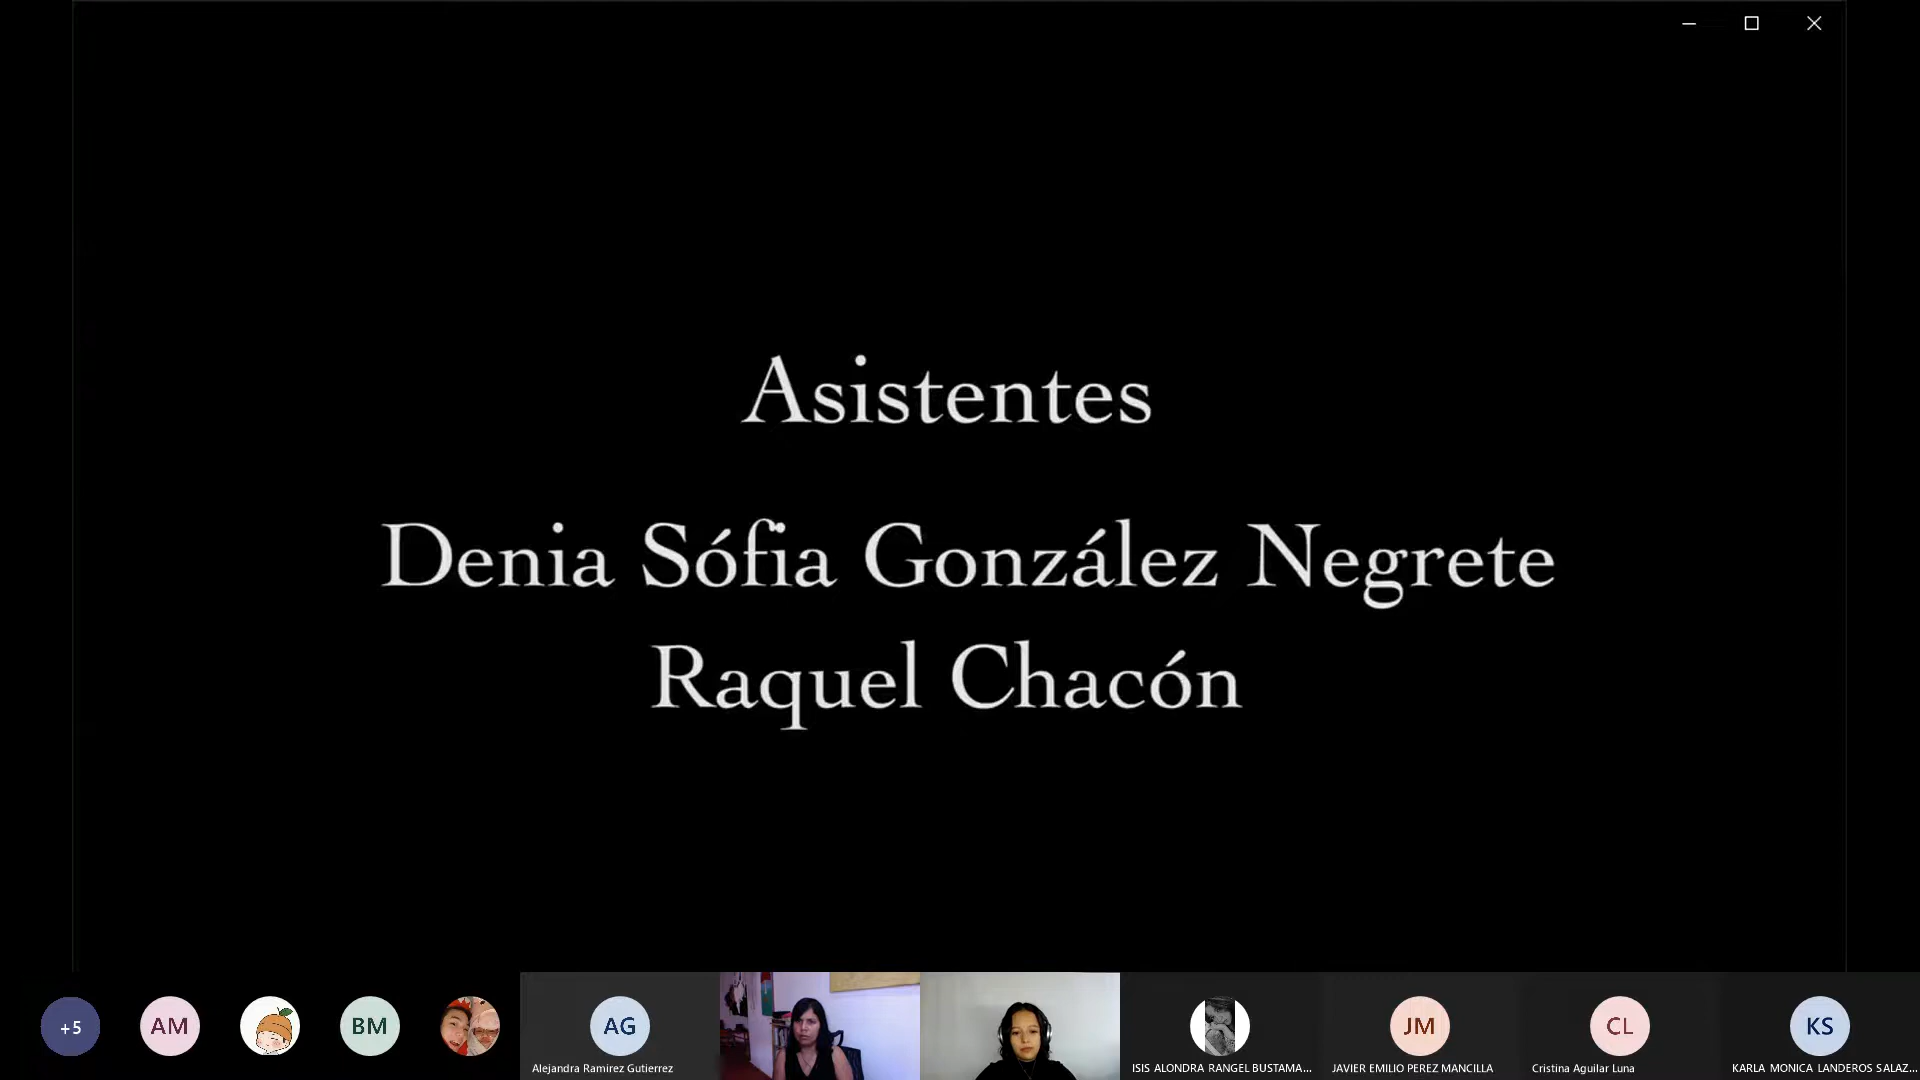 Asistentes
Denia Sófia González Negrete
Raquel Chacón
+5
AM
BM
AG
JM
CL
KS
Alejandra Ramirez Gutierrez
ISIS ALONDRA RANGEL BUSTAMA...
JAVIER EMILIO PEREZ MANCILLA
Cristina Aguilar Luna
KARLA MONICA LANDEROS SALAZ...